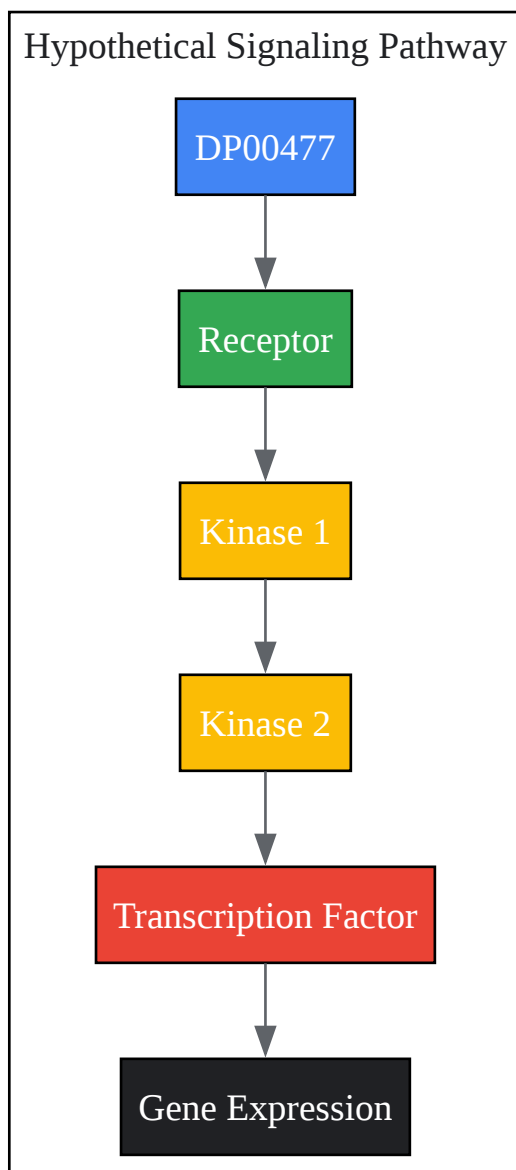 Hypothetical Signaling Pathway
DP00477
Receptor
Kinase 1
Kinase 2
Transcription Factor
Gene Expression